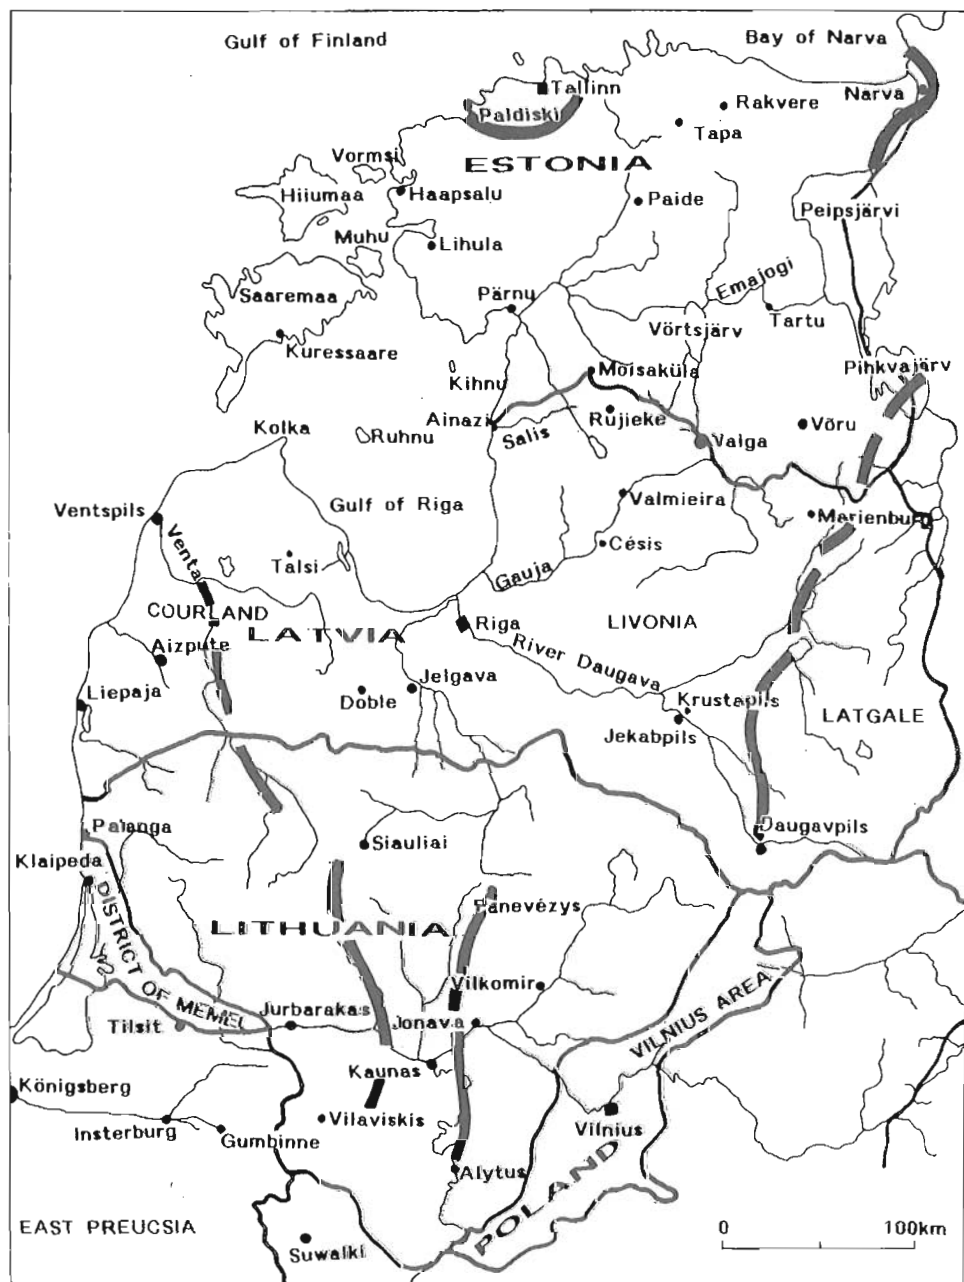 Gulf of Finland
Bay of Narva
Tallinn
Narva
Rakvere
Paldiski
Tapa
Vormsi
ESTONIA
Hiiumaa
Haapsalu
Paide
Peipsjärvi
Muhu
Lihula
Emajogi
Saaremaa
Pärnu
Tartu
Vörtsjärv
Kuressaare
Moisaküla
Pihkvajärv
Kihnu
Ainazi
Rüjieke
Võru
Kolka
Ruhnu
Salis
Valga
Ventspils
Gulf of Riga
Valmieira
Marienburg
Venta
Césis
Talsi
Gauja
COURLAND
LATVIA
Riga
LIVONIA
Aizpute
River Daugava
Liepaja
Doble
Jelgava
Krustapils
LATGALE
Jekabpils
Palanga
Siauliai
Daugavpils
Klaipeda
DISTRICT OF MEMEL
LITHUANIA
Panevézys
Vilkomir
VILNIUS AREA
Tilsit
Jurbarakas
Jonava
Kaunas
Königsberg
Insterburg
Gumbinne
Vilaviskis
Vilnius
Alytus
POLAND
EAST PREUCSIA
Suwalki
0 100km